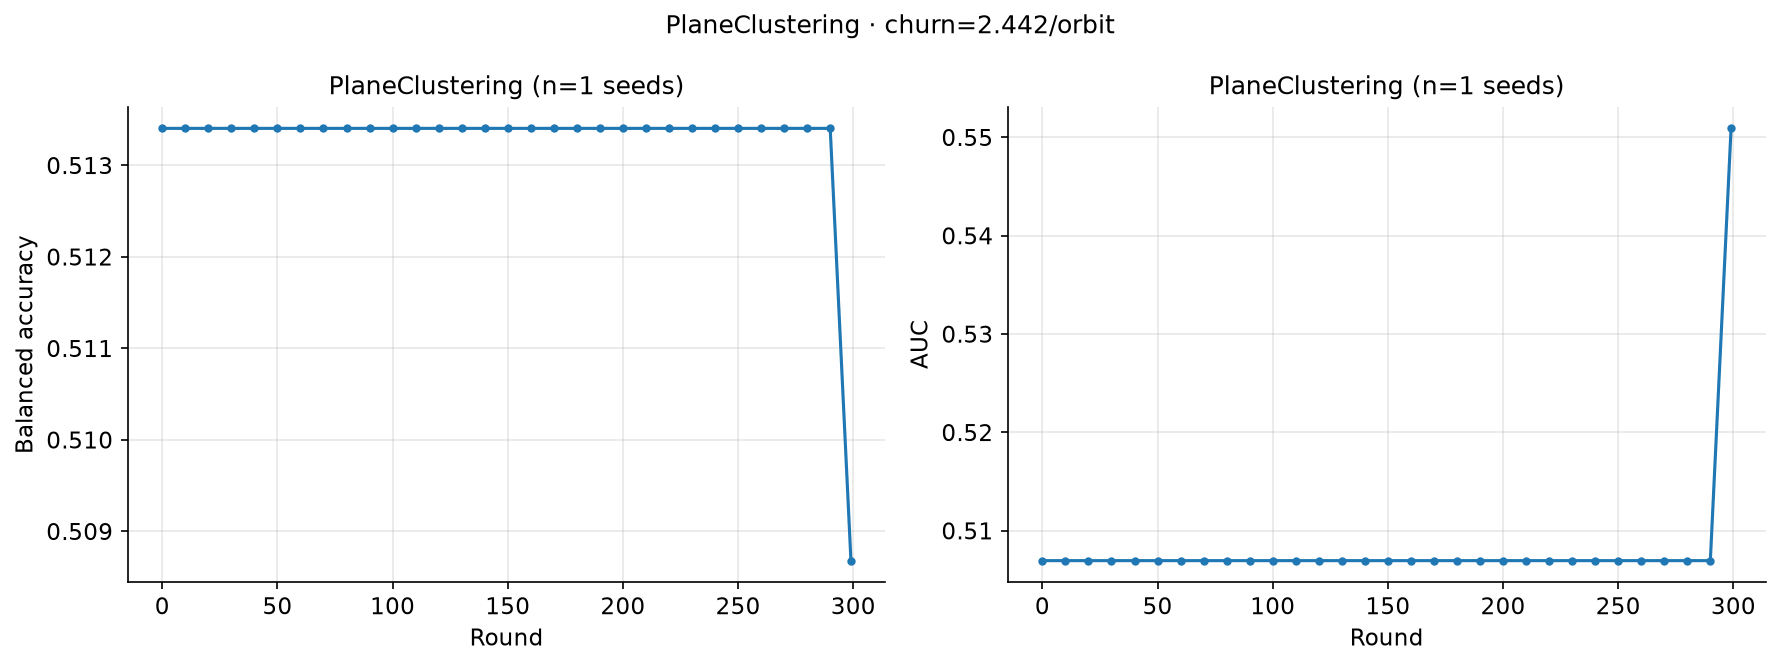 PlaneClustering · churn=2.442/orbit
PlaneClustering (n=1 seeds)
Balanced accuracy
0.513
0.512
0.511
0.510
0.509
0 50 100 150 200 250 300
Round
PlaneClustering (n=1 seeds)
AUC
0.55
0.54
0.53
0.52
0.51
0 50 100 150 200 250 300
Round